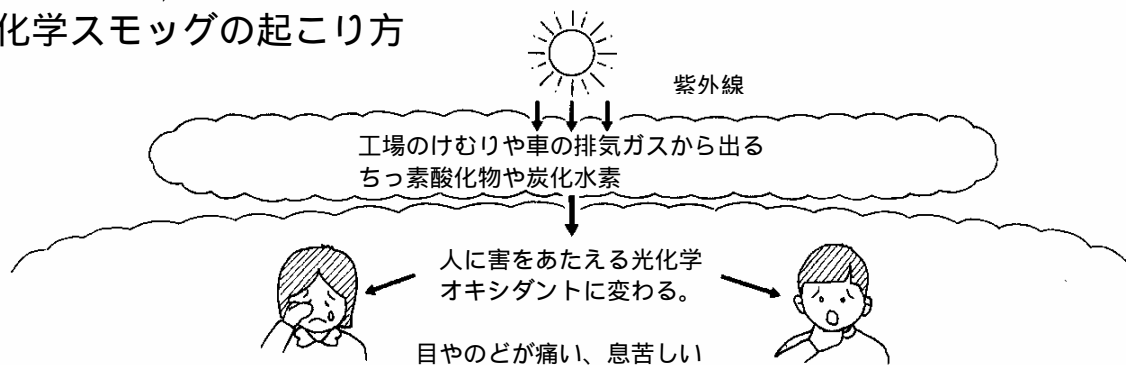 化学スモッグの起こり方
紫外線
工場のけむりや車の排気ガスから出る
ちっ素酸化物や炭化水素
人に害をあたえる光化学
オキシダントに変わる。
目やのどが痛い、息苦しい